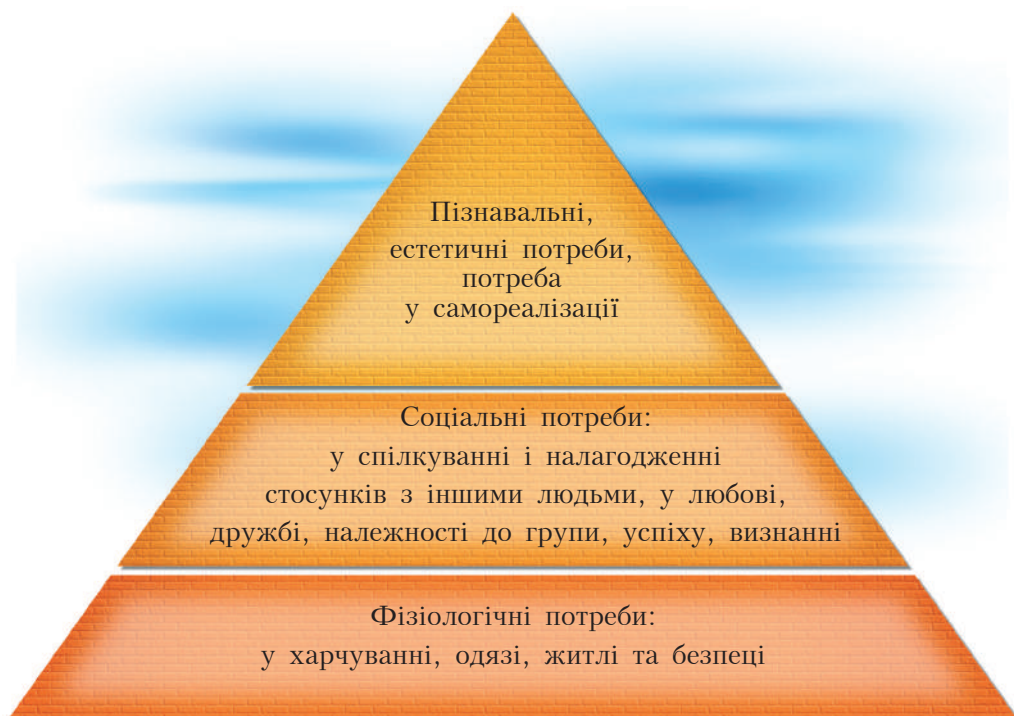 Пізнавальні,
естетичні потреби,
потреба
у самореалізації
Соціальні потреби:
у спілкуванні і налагодженні
стосунків з іншими людьми, у любові,
дружбі, належності до групи, успіху, визнанні
Фізіологічні потреби:
у харчуванні, одязі, житлі та безпеці